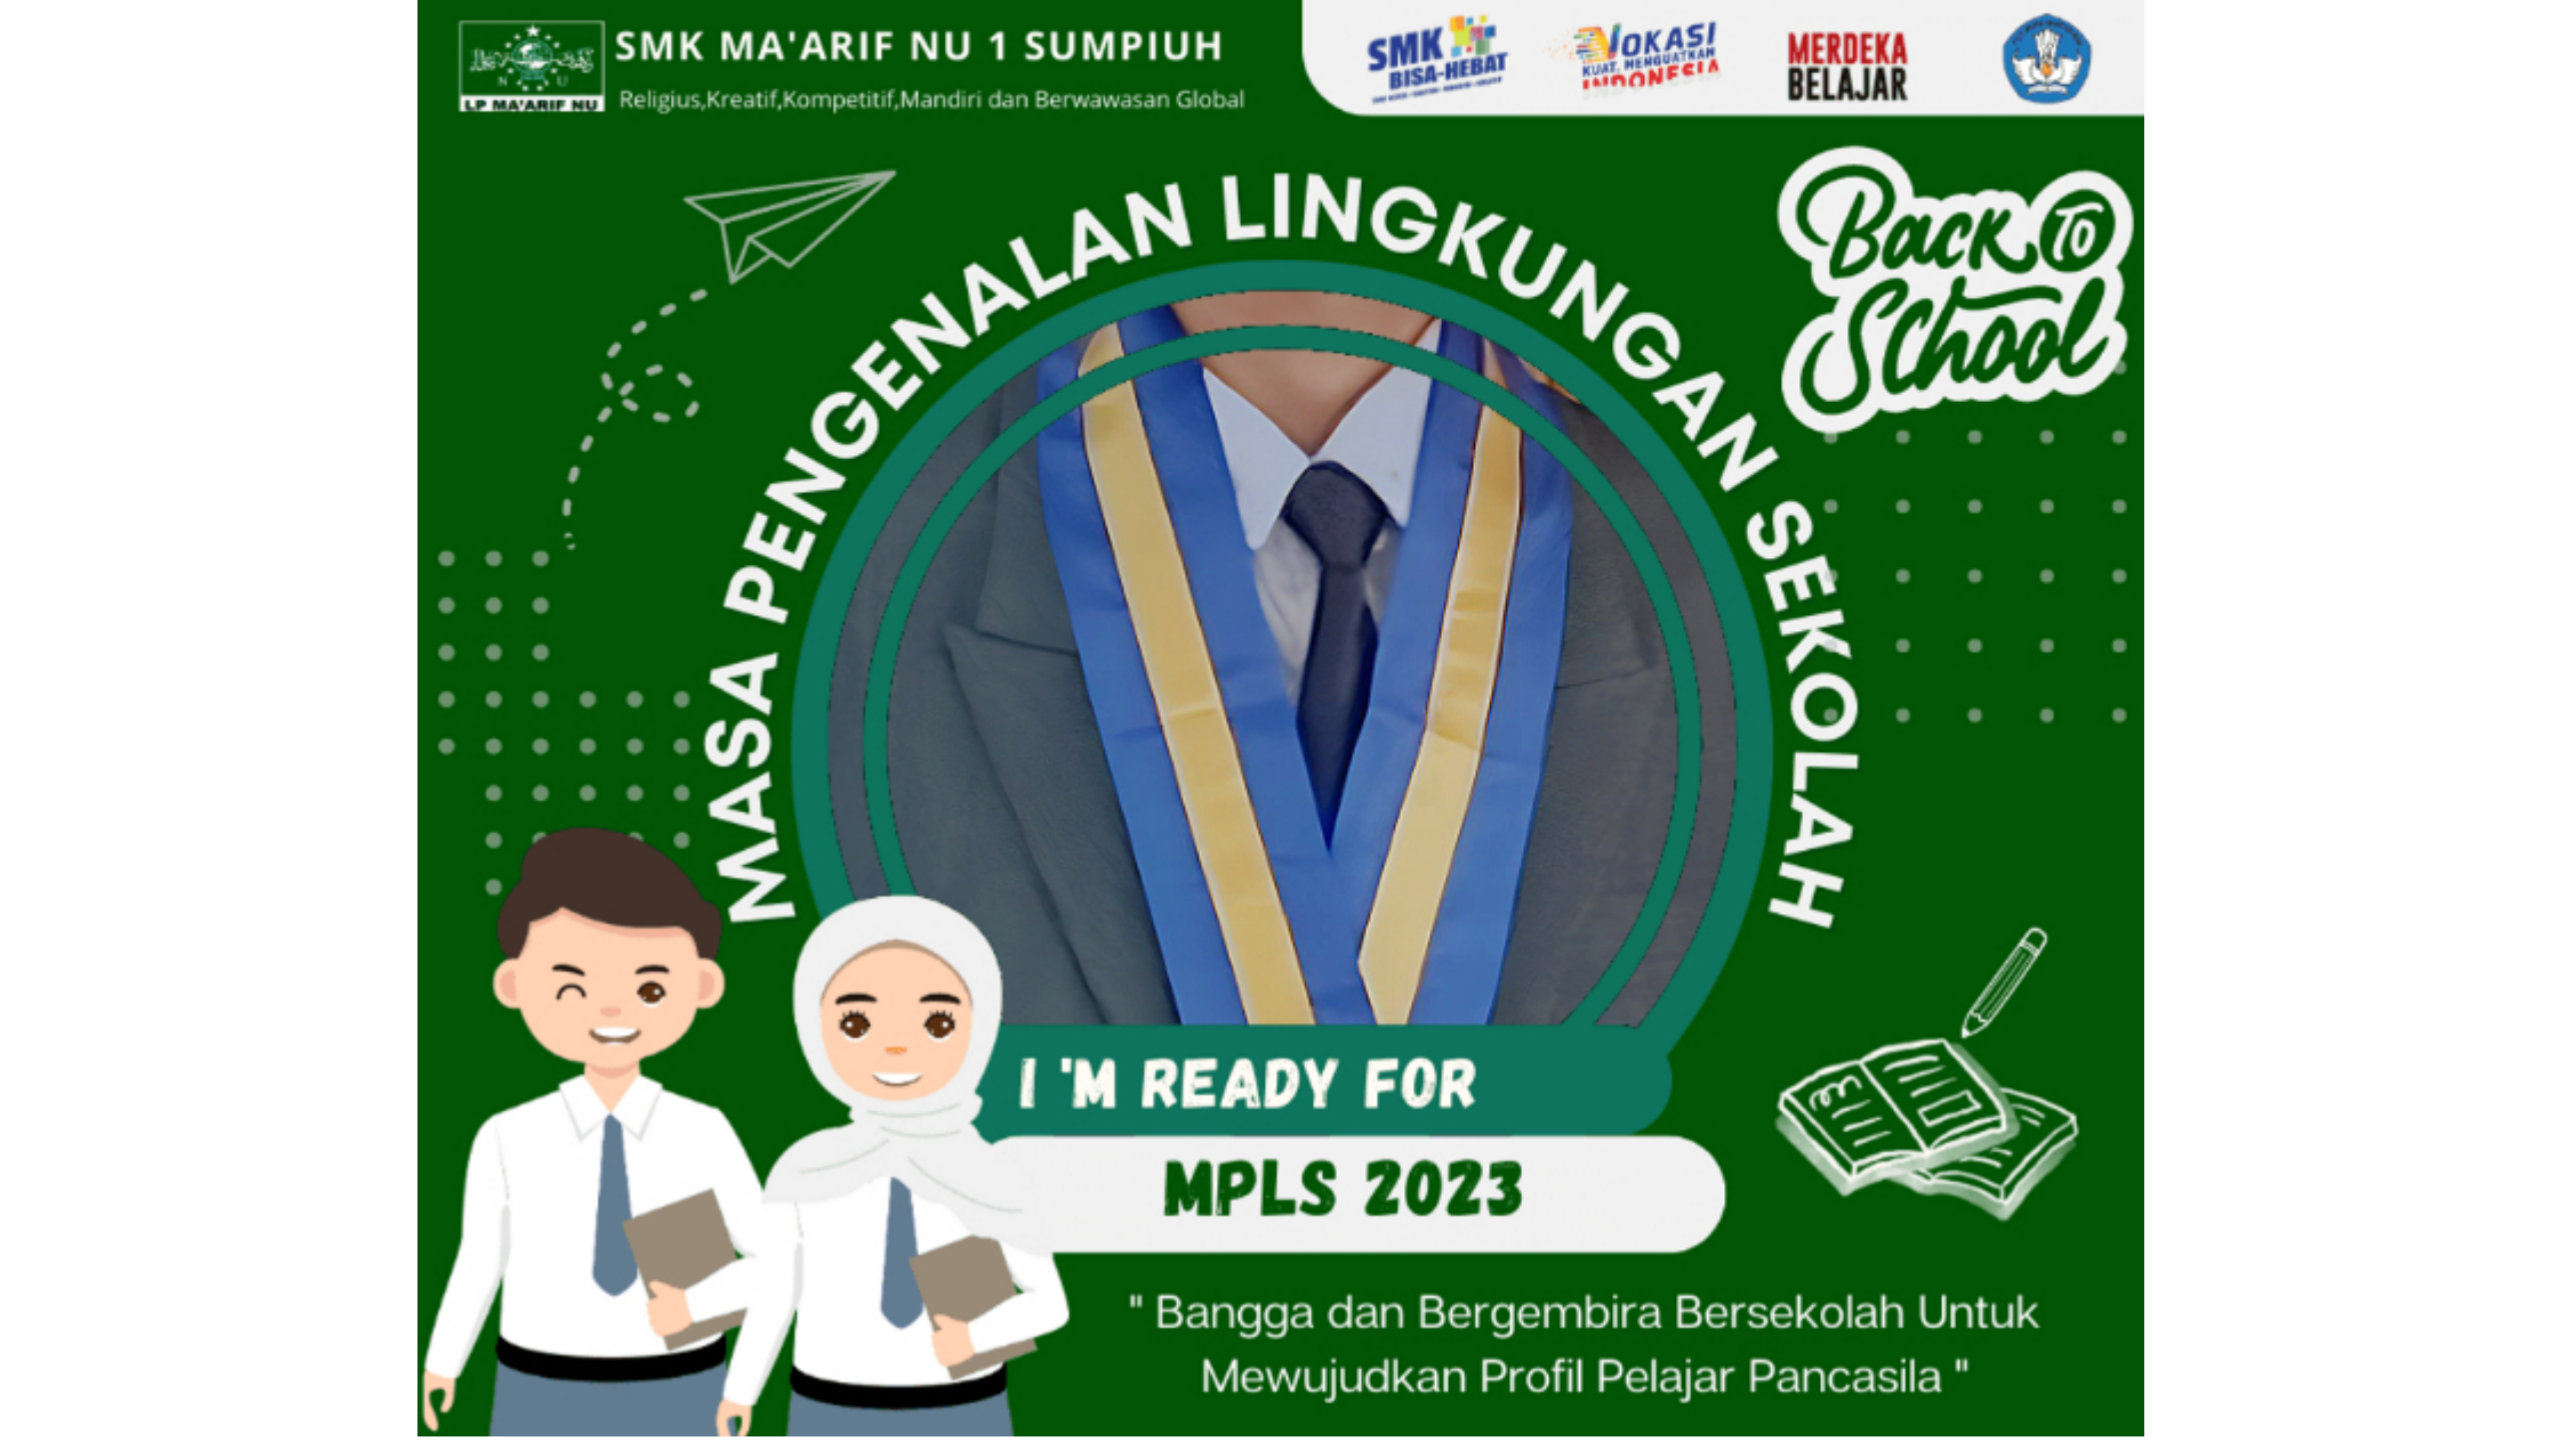 LP MA'ARIF NU
N U
SMK MA'ARIF NU 1 SUMPIUH
Religius,Kreatif,Kompetitif,Mandiri dan Berwawasan Global
SMK
BISA-HEBAT
VOKASI
KUAT, MENGUATKAN
INDONESIA
MERDEKA
BELAJAR
Back to
School
MASA PENGENALAN LINGKUNGAN SEKOLAH
I 'M READY FOR
MPLS 2023
" Bangga dan Bergembira Bersekolah Untuk
Mewujudkan Profil Pelajar Pancasila "